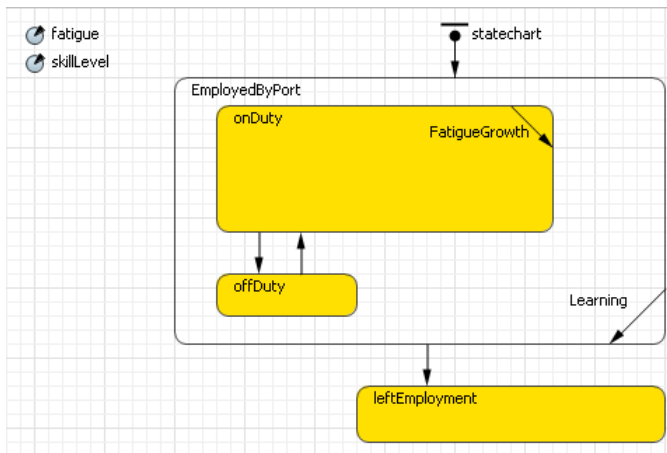 fatigue
statechart
skillLevel
EmployedByPort
onDuty
FatigueGrowth
offDuty
Learning
leftEmployment